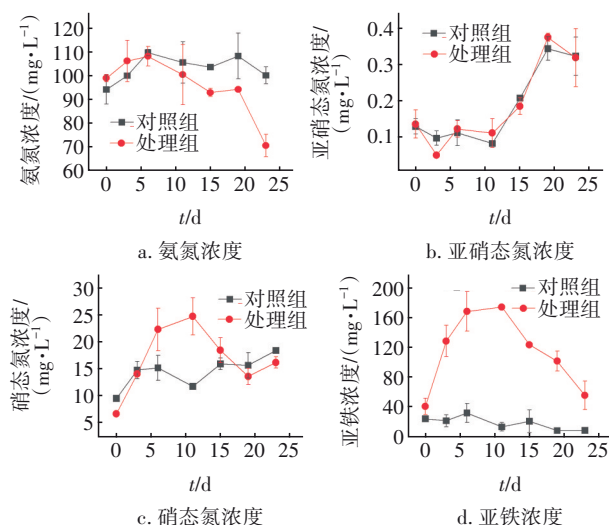 氨氮浓度/(mg·L⁻¹)
120
110
100
90
80
70
60
对照组
处理组
0 5 10 15 20 25
t/d
a. 氨氮浓度
亚硝态氮浓度/
(mg·L⁻¹)
0.4
0.3
0.2
0.1
对照组
处理组
0 5 10 15 20 25
t/d
b. 亚硝态氮浓度
硝态氮浓度/
(mg·L⁻¹)
30
25
20
15
10
5
对照组
处理组
0 5 10 15 20 25
t/d
c. 硝态氮浓度
亚铁浓度/(mg·L⁻¹)
200
160
120
80
40
0
对照组
处理组
0 5 10 15 20 25
t/d
d. 亚铁浓度